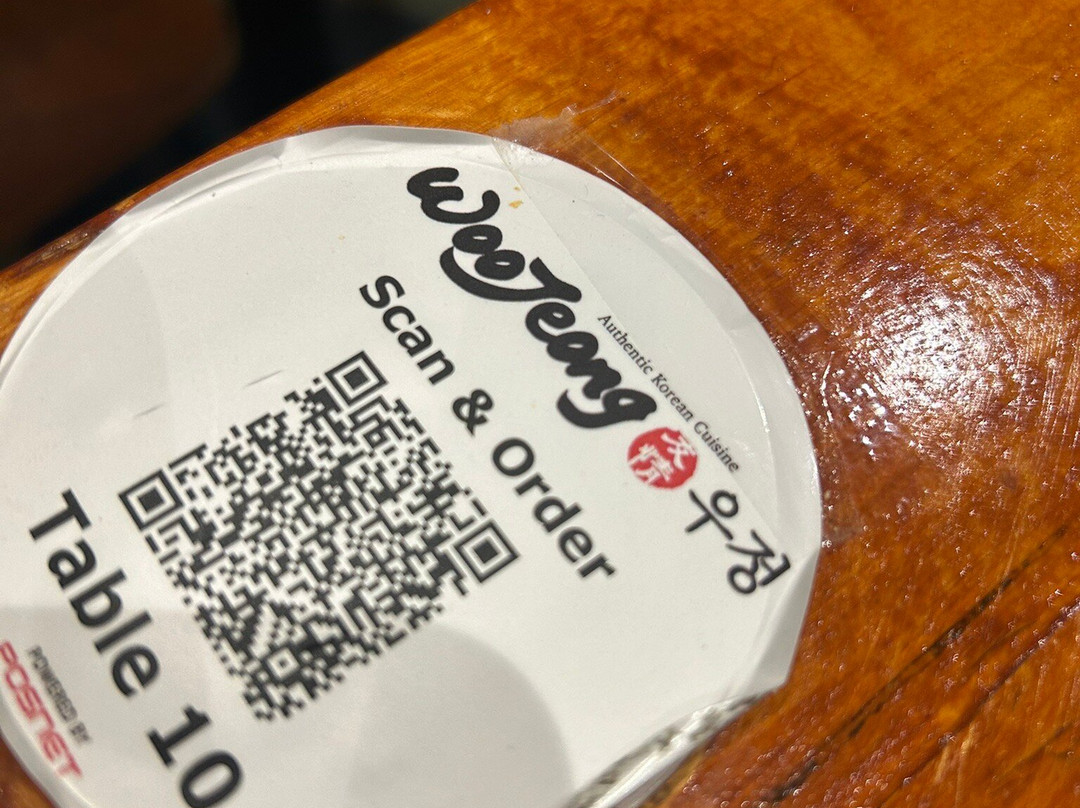 WooJeong
友情
우정
Authentic Korean Cuisine
Scan & Order
Table 10
POWERED BY
POSNET